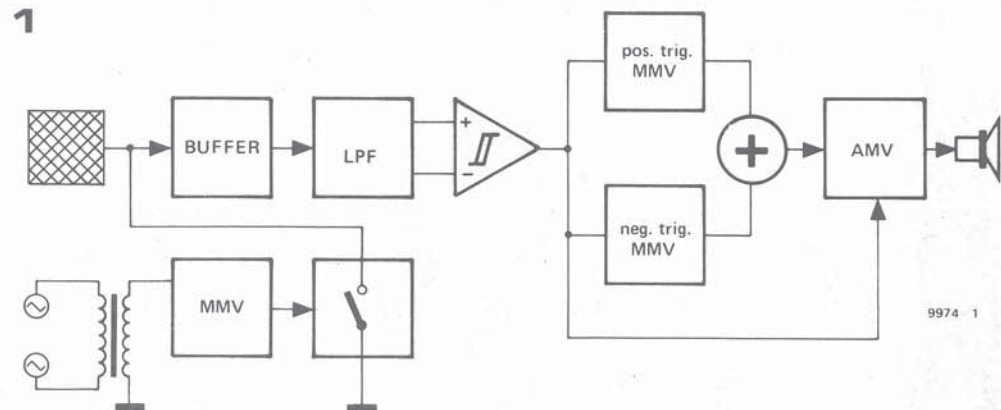 1
pos. trig.
MMV
BUFFER
LPF
+
-
+
AMV
neg. trig.
MMV
MMV
9974 1